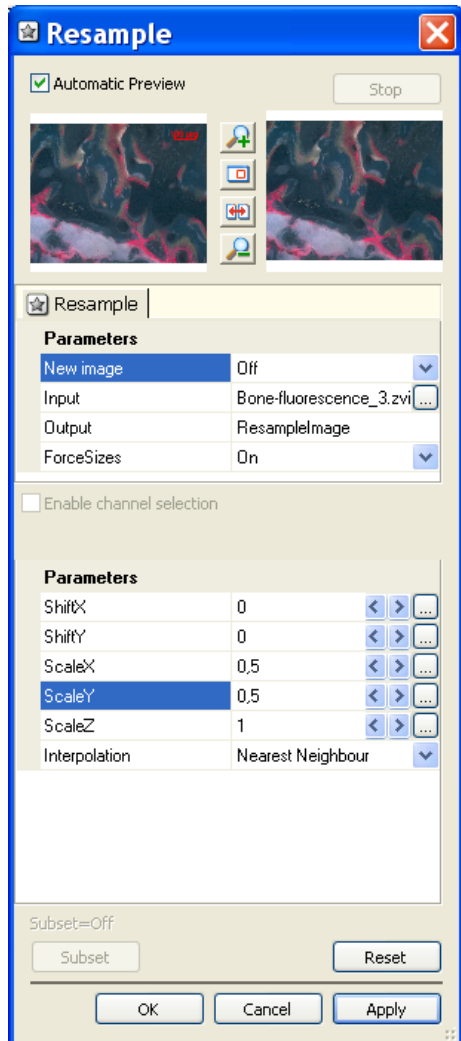 Resample
Automatic Preview
Stop
Resample
Parameters
New image Off
Input Bone-fluorescence_3.zvi ...
Output ResampleImage
ForceSizes On
Enable channel selection
Parameters
ShiftX 0 ...
ShiftY 0 ...
ScaleX 0,5 ...
ScaleY 0,5 ...
ScaleZ 1 ...
Interpolation Nearest Neighbour
Subset=Off
Subset Reset
OK Cancel Apply